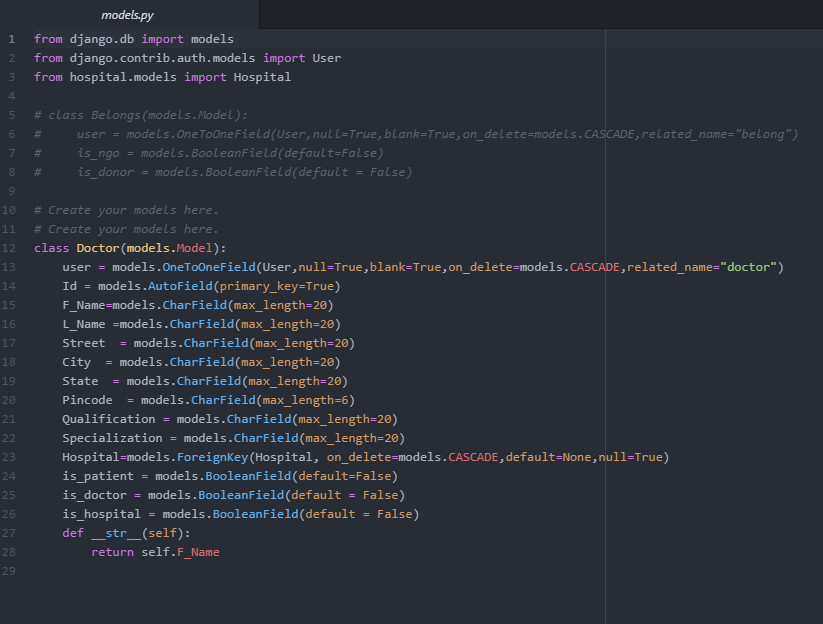 models.py
1 from django.db import models
2 from django.contrib.auth.models import User
3 from hospital.models import Hospital
4
5 # class Belongs(models.Model):
6 #     user = models.OneToOneField(User,null=True,blank=True,on_delete=models.CASCADE,related_name="belong")
7 #     is_ngo = models.BooleanField(default=False)
8 #     is_donor = models.BooleanField(default = False)
9
10 # Create your models here.
11 # Create your models here.
12 class Doctor(models.Model):
13     user = models.OneToOneField(User,null=True,blank=True,on_delete=models.CASCADE,related_name="doctor")
14     Id = models.AutoField(primary_key=True)
15     F_Name=models.CharField(max_length=20)
16     L_Name =models.CharField(max_length=20)
17     Street  = models.CharField(max_length=20)
18     City  = models.CharField(max_length=20)
19     State  = models.CharField(max_length=20)
20     Pincode  = models.CharField(max_length=6)
21     Qualification = models.CharField(max_length=20)
22     Specialization = models.CharField(max_length=20)
23     Hospital=models.ForeignKey(Hospital, on_delete=models.CASCADE,default=None,null=True)
24     is_patient = models.BooleanField(default=False)
25     is_doctor = models.BooleanField(default = False)
26     is_hospital = models.BooleanField(default = False)
27     def __str__(self):
28         return self.F_Name
29